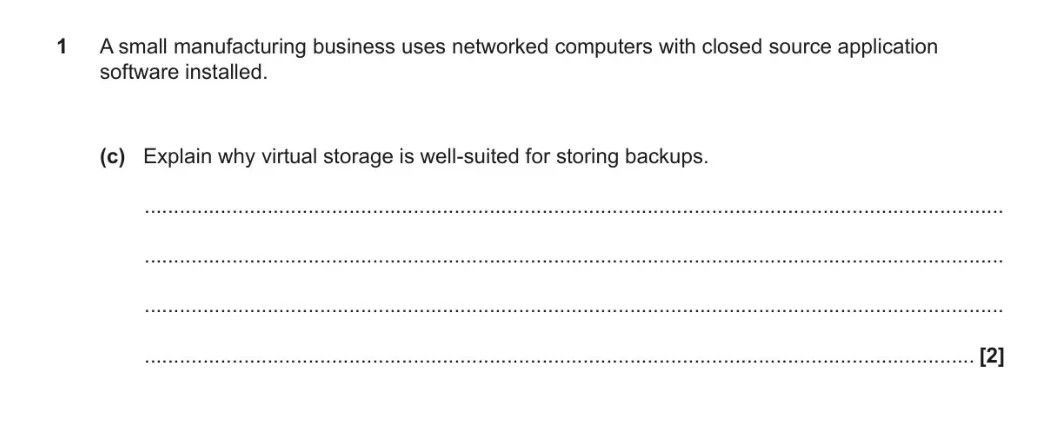 1 A small manufacturing business uses networked computers with closed source application
software installed.
(c) Explain why virtual storage is well-suited for storing backups.
[2]